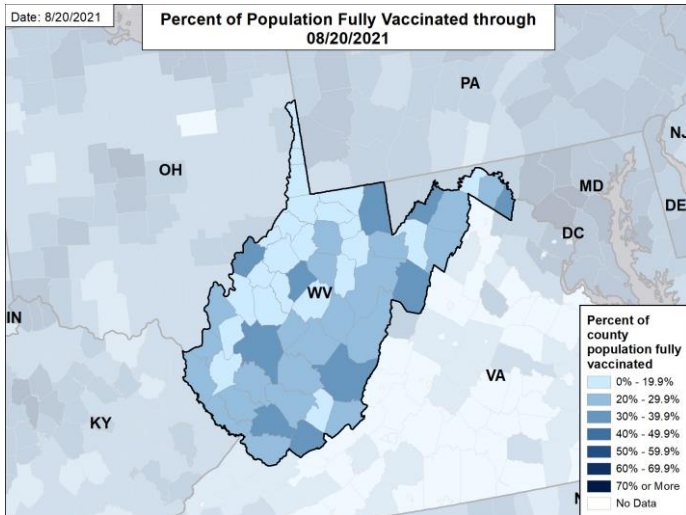 Date: 8/20/2021
Percent of Population Fully Vaccinated through
08/20/2021
PA
NJ
OH
MD
DE
DC
WV
IN
VA
KY
Percent of
county
population fully
vaccinated
0% - 19.9%
20% - 29.9%
30% - 39.9%
40% - 49.9%
50% - 59.9%
60% - 69.9%
70% or More
No Data